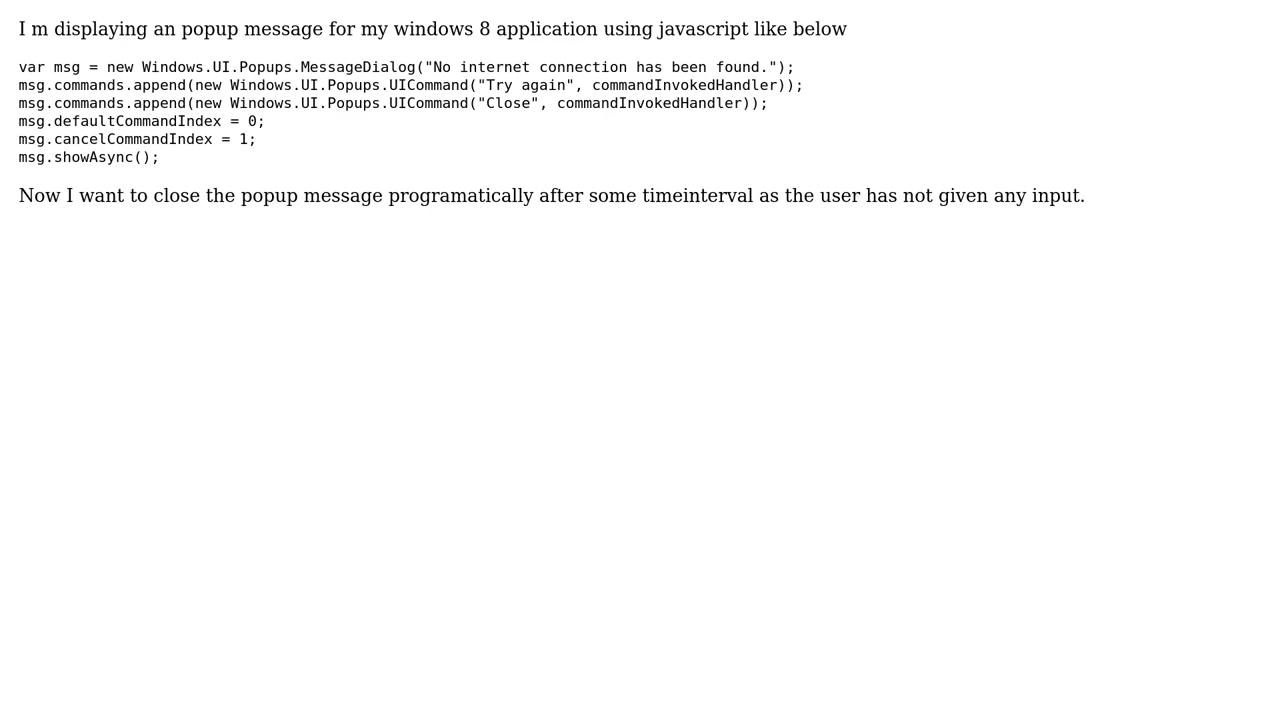 I m displaying an popup message for my windows 8 application using javascript like below
var msg = new Windows.UI.Popups.MessageDialog("No internet connection has been found.");
msg.commands.append(new Windows.UI.Popups.UICommand("Try again", commandInvokedHandler));
msg.commands.append(new Windows.UI.Popups.UICommand("Close", commandInvokedHandler));
msg.defaultCommandIndex = 0;
msg.cancelCommandIndex = 1;
msg.showAsync();
Now I want to close the popup message programatically after some timeinterval as the user has not given any input.